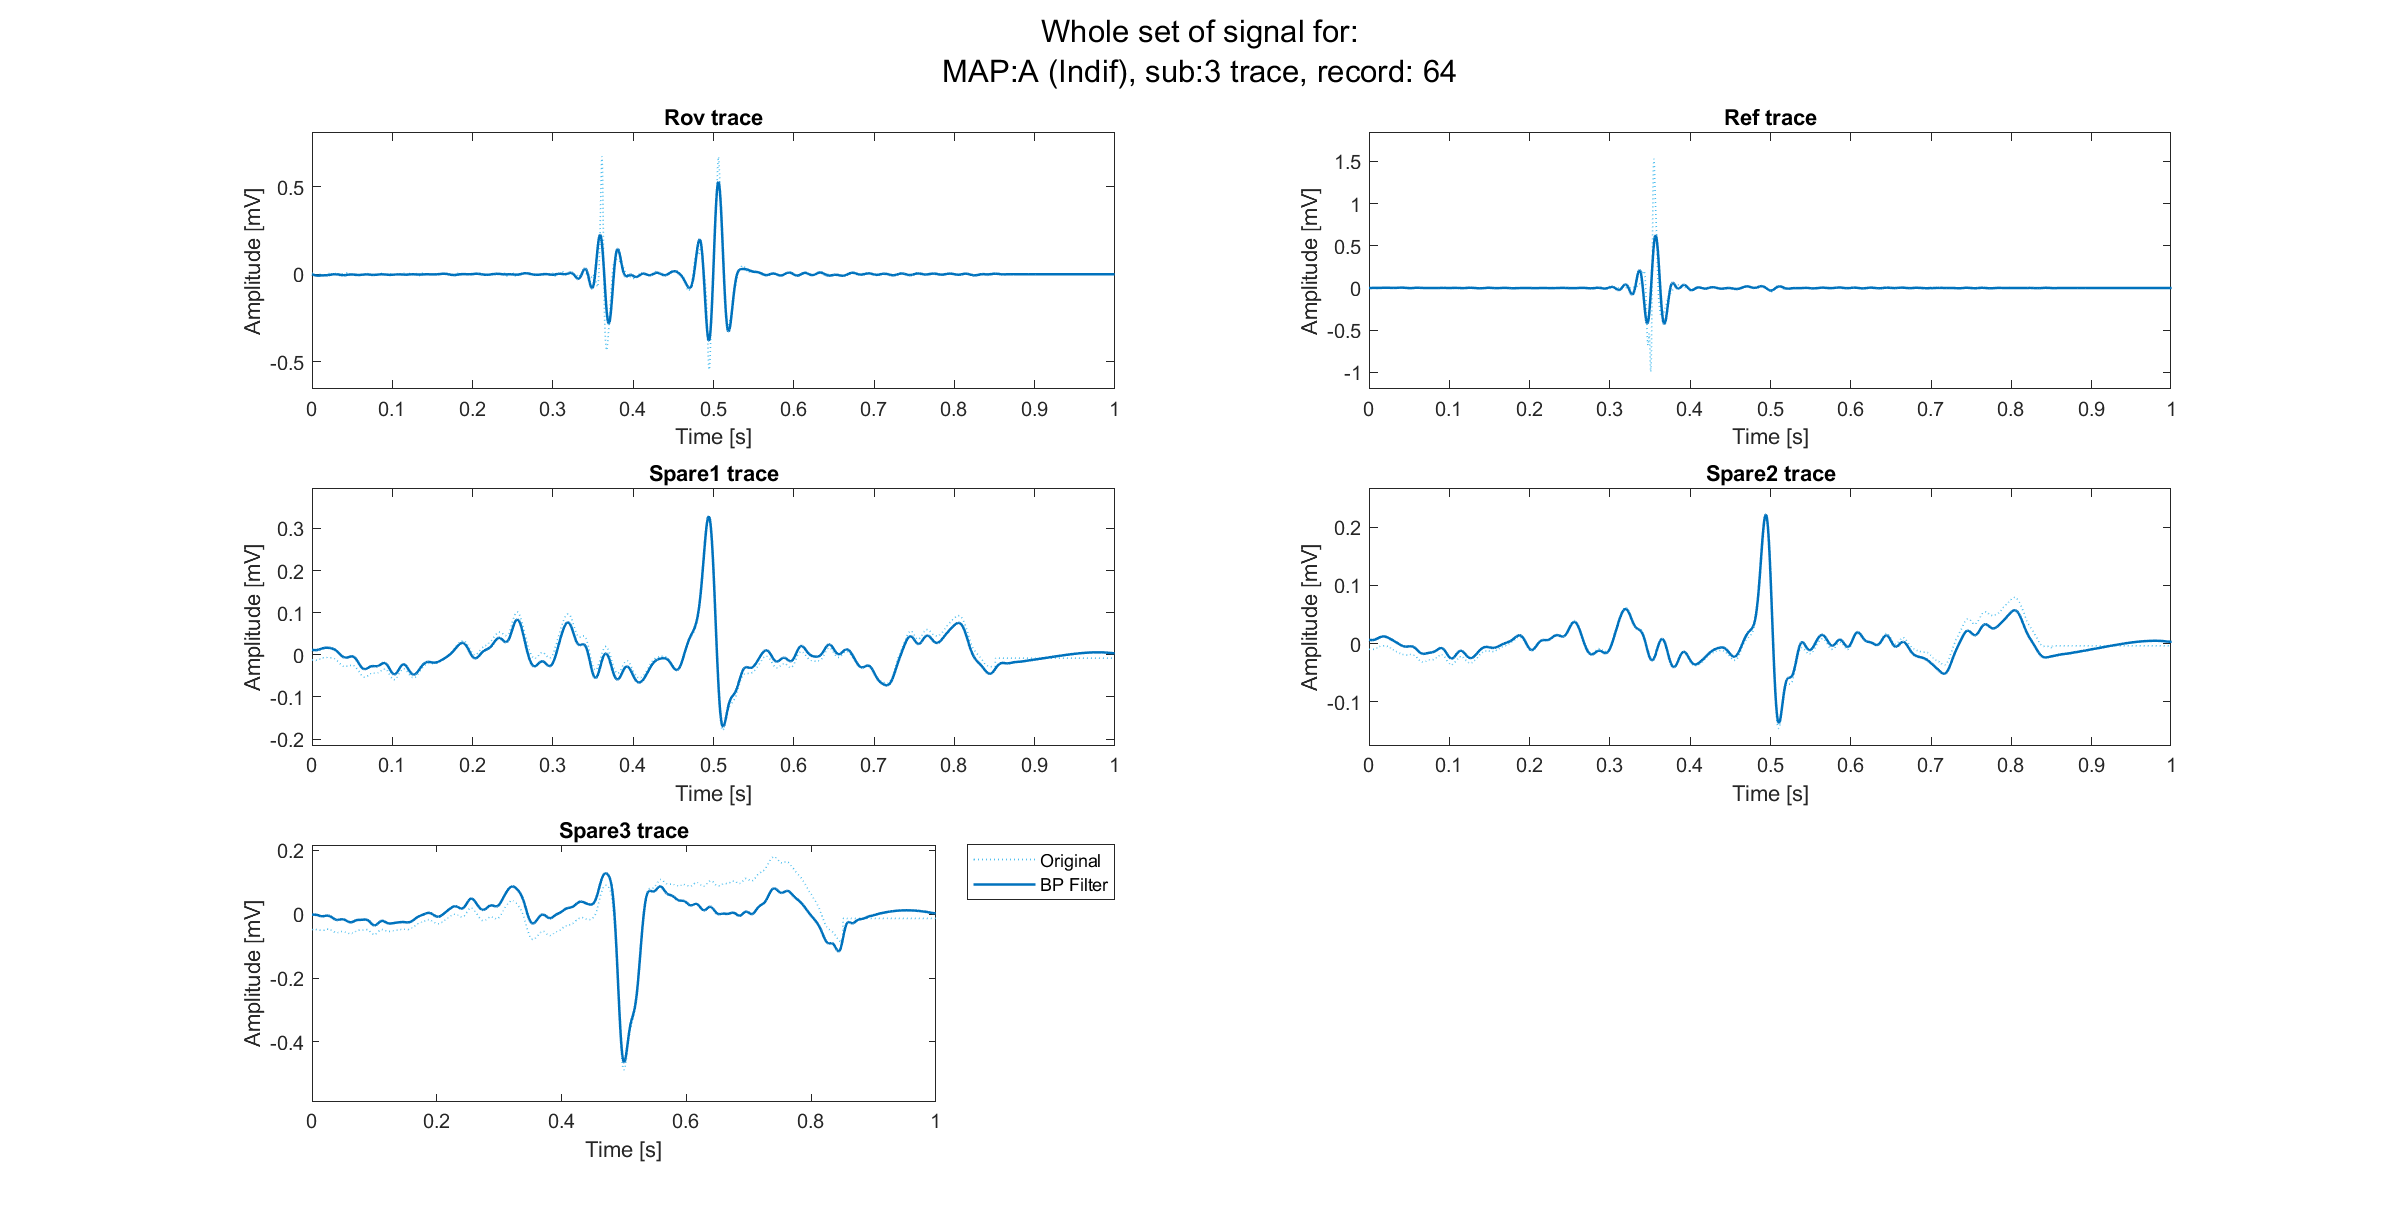 Whole set of signal for:
MAP:A (Indif), sub:3 trace, record: 64
Rov trace
Amplitude [mV]
0.5
0
-0.5
0 0.1 0.2 0.3 0.4 0.5 0.6 0.7 0.8 0.9 1
Time [s]
Ref trace
Amplitude [mV]
1.5
1
0.5
0
-0.5
-1
0 0.1 0.2 0.3 0.4 0.5 0.6 0.7 0.8 0.9 1
Time [s]
Spare1 trace
Amplitude [mV]
0.3
0.2
0.1
0
-0.1
-0.2
0 0.1 0.2 0.3 0.4 0.5 0.6 0.7 0.8 0.9 1
Time [s]
Spare2 trace
Amplitude [mV]
0.2
0.1
0
-0.1
0 0.1 0.2 0.3 0.4 0.5 0.6 0.7 0.8 0.9 1
Time [s]
Spare3 trace
Amplitude [mV]
0.2
0
-0.2
-0.4
0 0.2 0.4 0.6 0.8 1
Time [s]
Original
BP Filter